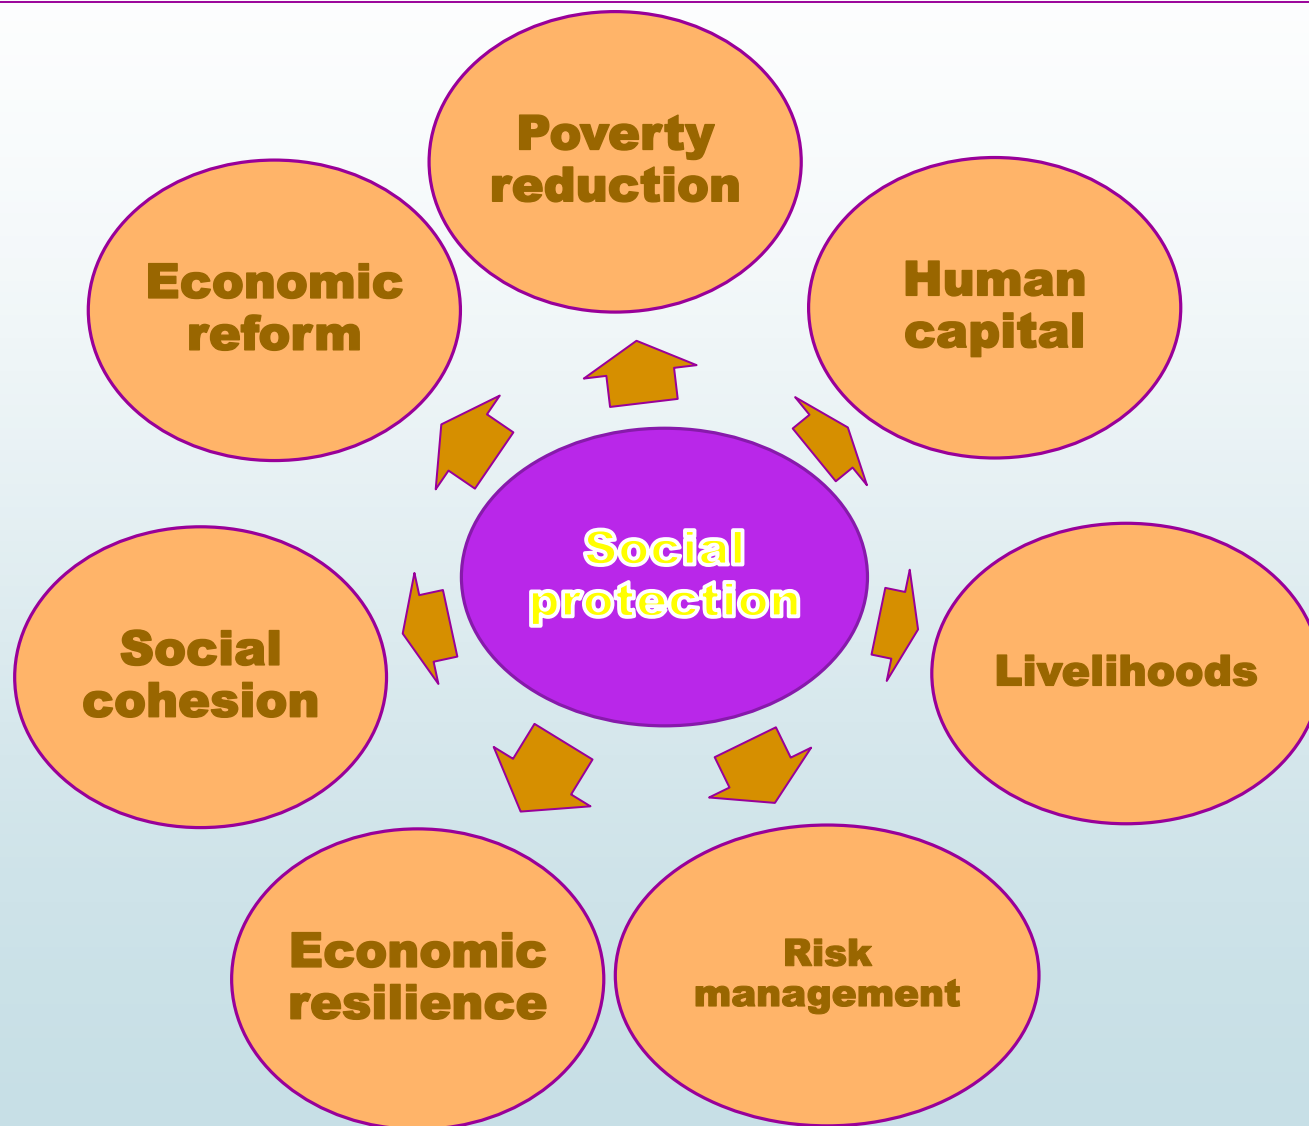 Poverty
reduction
Economic
reform
Human
capital
Social
protection
Social
cohesion
Livelihoods
Economic
resilience
Risk
management